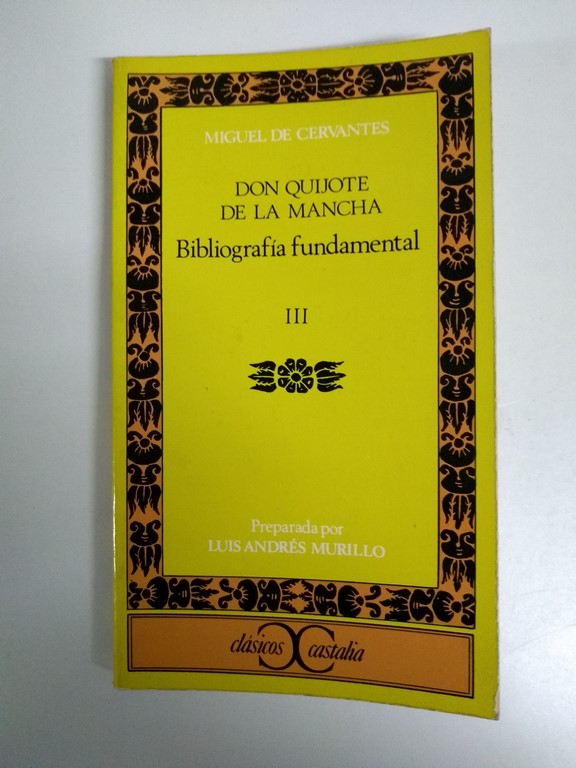 MIGUEL DE CERVANTES
DON QUIJOTE
DE LA MANCHA
Bibliografía fundamental
III
Preparada por
LUIS ANDRÉS MURILLO
clásicos castalia